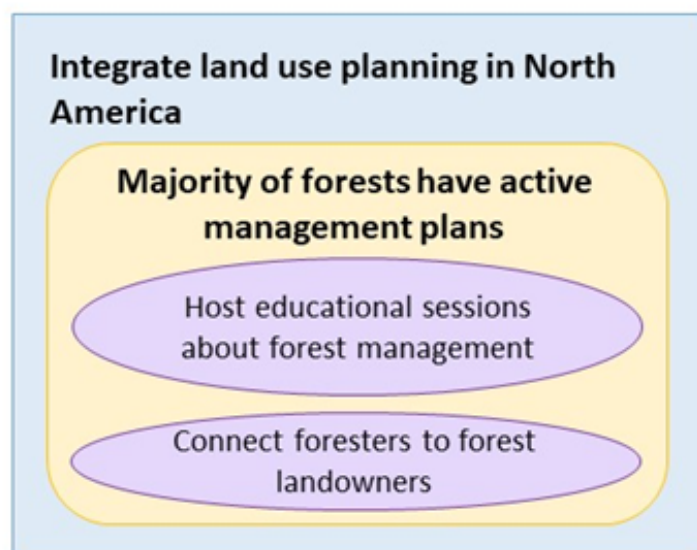 Integrate land use planning in North
America
Majority of forests have active
management plans
Host educational sessions
about forest management
Connect foresters to forest
landowners